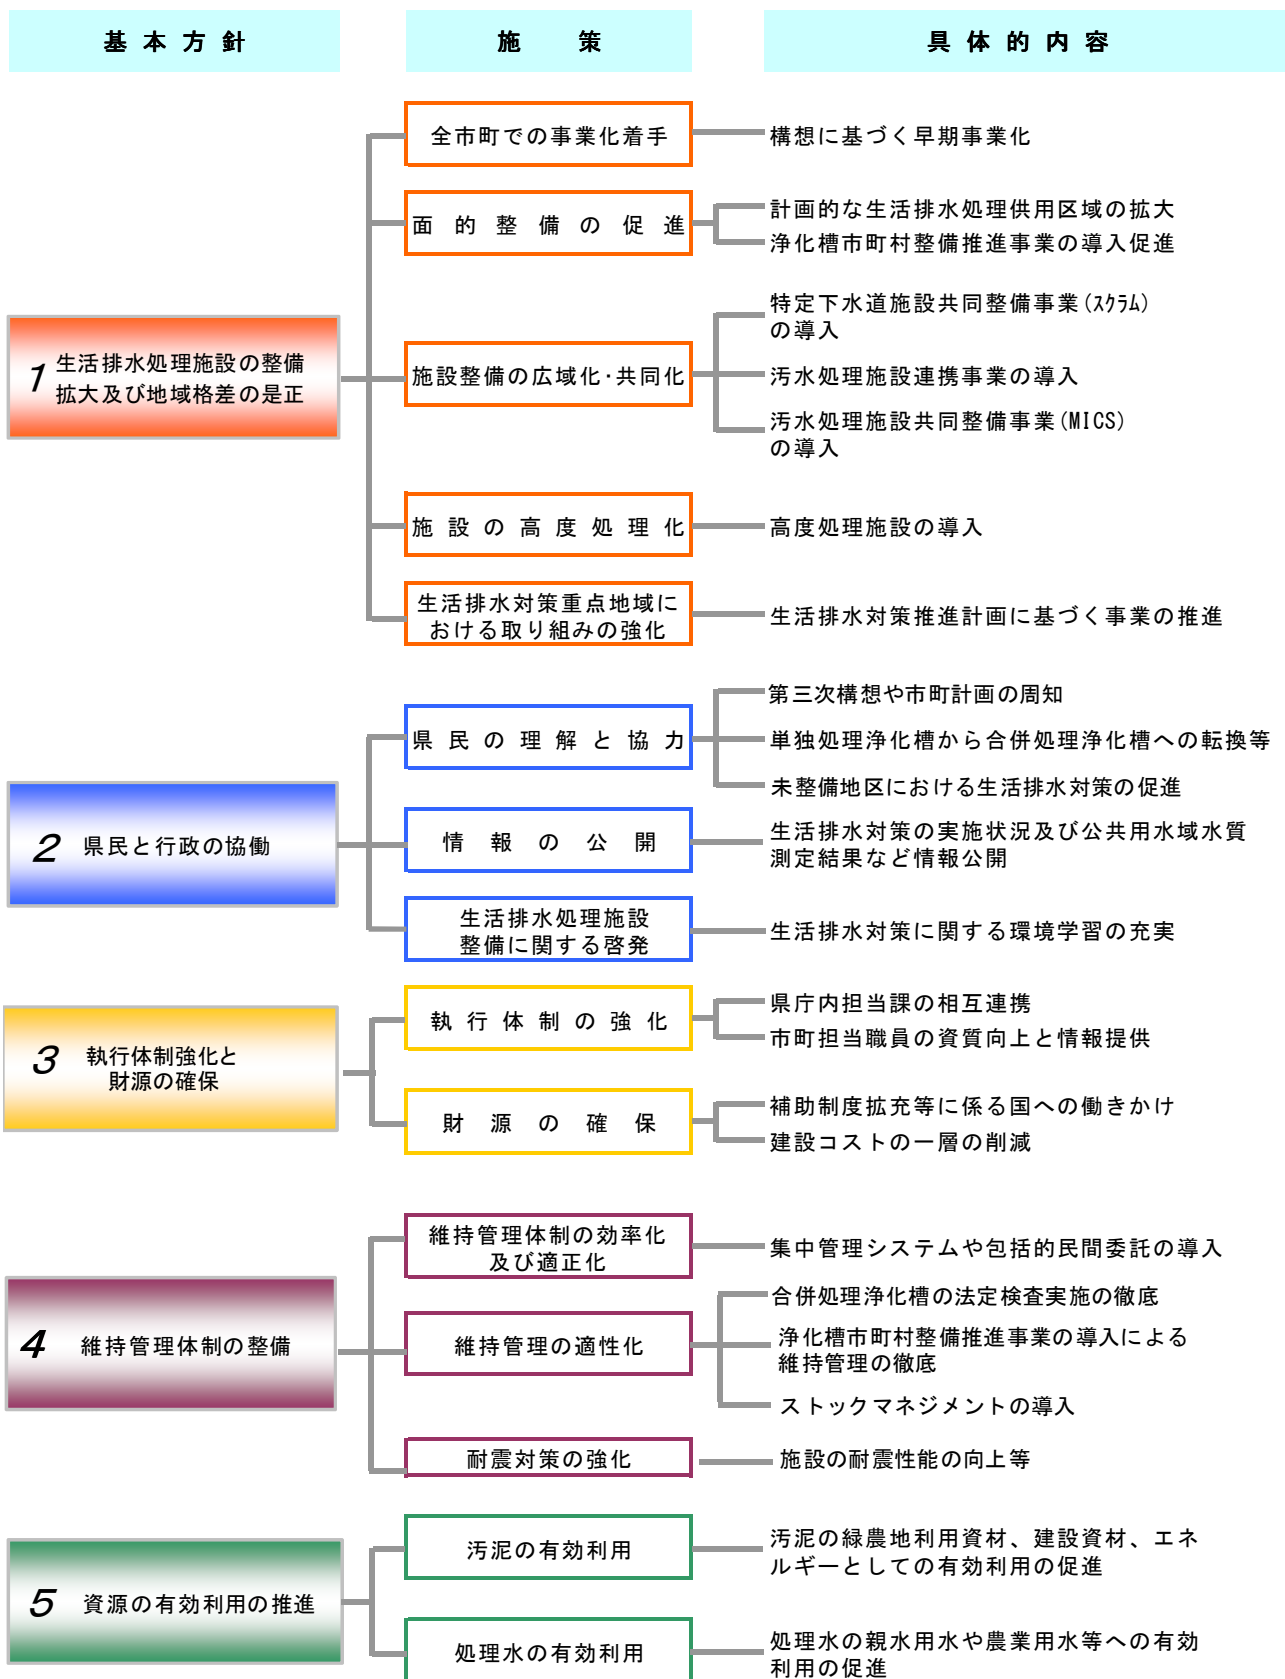 基本方針
施策
具体的内容
1 生活排水処理施設の整備
拡大及び地域格差の是正
全市町での事業化着手
構想に基づく早期事業化
面的整備の促進
計画的な生活排水処理供用区域の拡大
浄化槽市町村整備推進事業の導入促進
施設整備の広域化・共同化
特定下水道施設共同整備事業(ｽｸﾗﾑ)
の導入
汚水処理施設連携事業の導入
汚水処理施設共同整備事業(MICS)
の導入
施設の高度処理化
高度処理施設の導入
生活排水対策重点地域に
おける取り組みの強化
生活排水対策推進計画に基づく事業の推進
2 県民と行政の協働
県民の理解と協力
第三次構想や市町計画の周知
単独処理浄化槽から合併処理浄化槽への転換等
未整備地区における生活排水対策の促進
情報の公開
生活排水対策の実施状況及び公共用水域水質
測定結果など情報公開
生活排水処理施設
整備に関する啓発
生活排水対策に関する環境学習の充実
3 執行体制強化と
財源の確保
執行体制の強化
県庁内担当課の相互連携
市町担当職員の資質向上と情報提供
財源の確保
補助制度拡充等に係る国への働きかけ
建設コストの一層の削減
4 維持管理体制の整備
維持管理体制の効率化
及び適正化
集中管理システムや包括的民間委託の導入
維持管理の適性化
合併処理浄化槽の法定検査実施の徹底
浄化槽市町村整備推進事業の導入による
維持管理の徹底
ストックマネジメントの導入
耐震対策の強化
施設の耐震性能の向上等
5 資源の有効利用の推進
汚泥の有効利用
汚泥の緑農地利用資材、建設資材、エネ
ルギーとしての有効利用の促進
処理水の有効利用
処理水の親水用水や農業用水等への有効
利用の促進